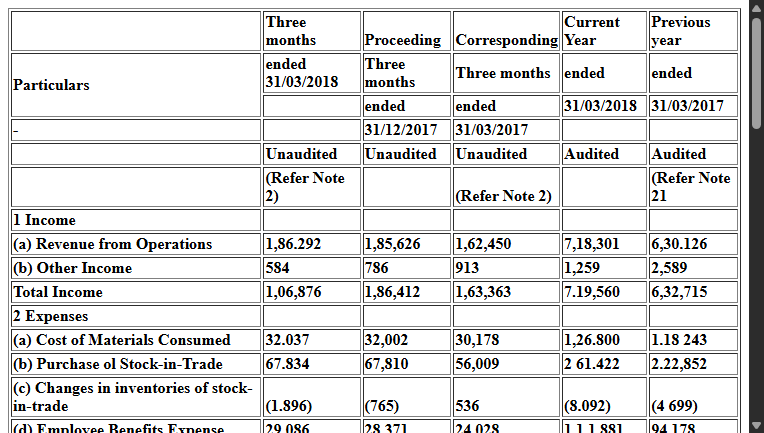 Three months Proceeding Corresponding Current Year Previous year
Particulars ended 31/03/2018 Three months Three months ended ended
ended ended 31/03/2018 31/03/2017
- 31/12/2017 31/03/2017
Unaudited Unaudited Unaudited Audited Audited
(Refer Note 2) (Refer Note 2) (Refer Note 21
1 Income
(a) Revenue from Operations 1,86.292 1,85,626 1,62,450 7,18,301 6,30.126
(b) Other Income 584 786 913 1,259 2,589
Total Income 1,06,876 1,86,412 1,63,363 7.19,560 6,32,715
2 Expenses
(a) Cost of Materials Consumed 32.037 32,002 30,178 1,26.800 1.18 243
(b) Purchase ol Stock-in-Trade 67.834 67,810 56,009 2 61.422 2.22,852
(c) Changes in inventories of stock-in-trade (1.896) (765) 536 (8.092) (4 699)
(d) Employee Benefits Expense 29.086 28.371 24.028 1.1 1.881 94.178